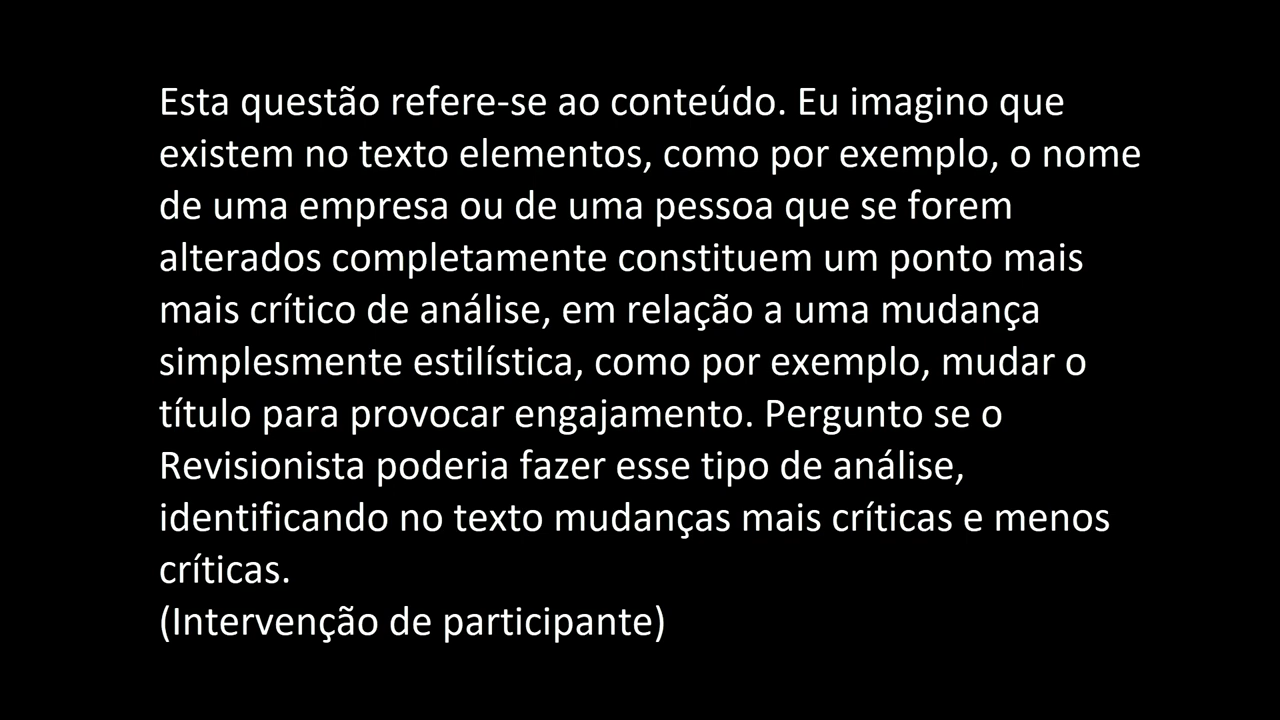 Esta questão refere-se ao conteúdo. Eu imagino que
existem no texto elementos, como por exemplo, o nome
de uma empresa ou de uma pessoa que se forem
alterados completamente constituem um ponto mais
mais crítico de análise, em relação a uma mudança
simplesmente estilística, como por exemplo, mudar o
título para provocar engajamento. Pergunto se o
Revisionista poderia fazer esse tipo de análise,
identificando no texto mudanças mais críticas e menos
críticas.
(Intervenção de participante)